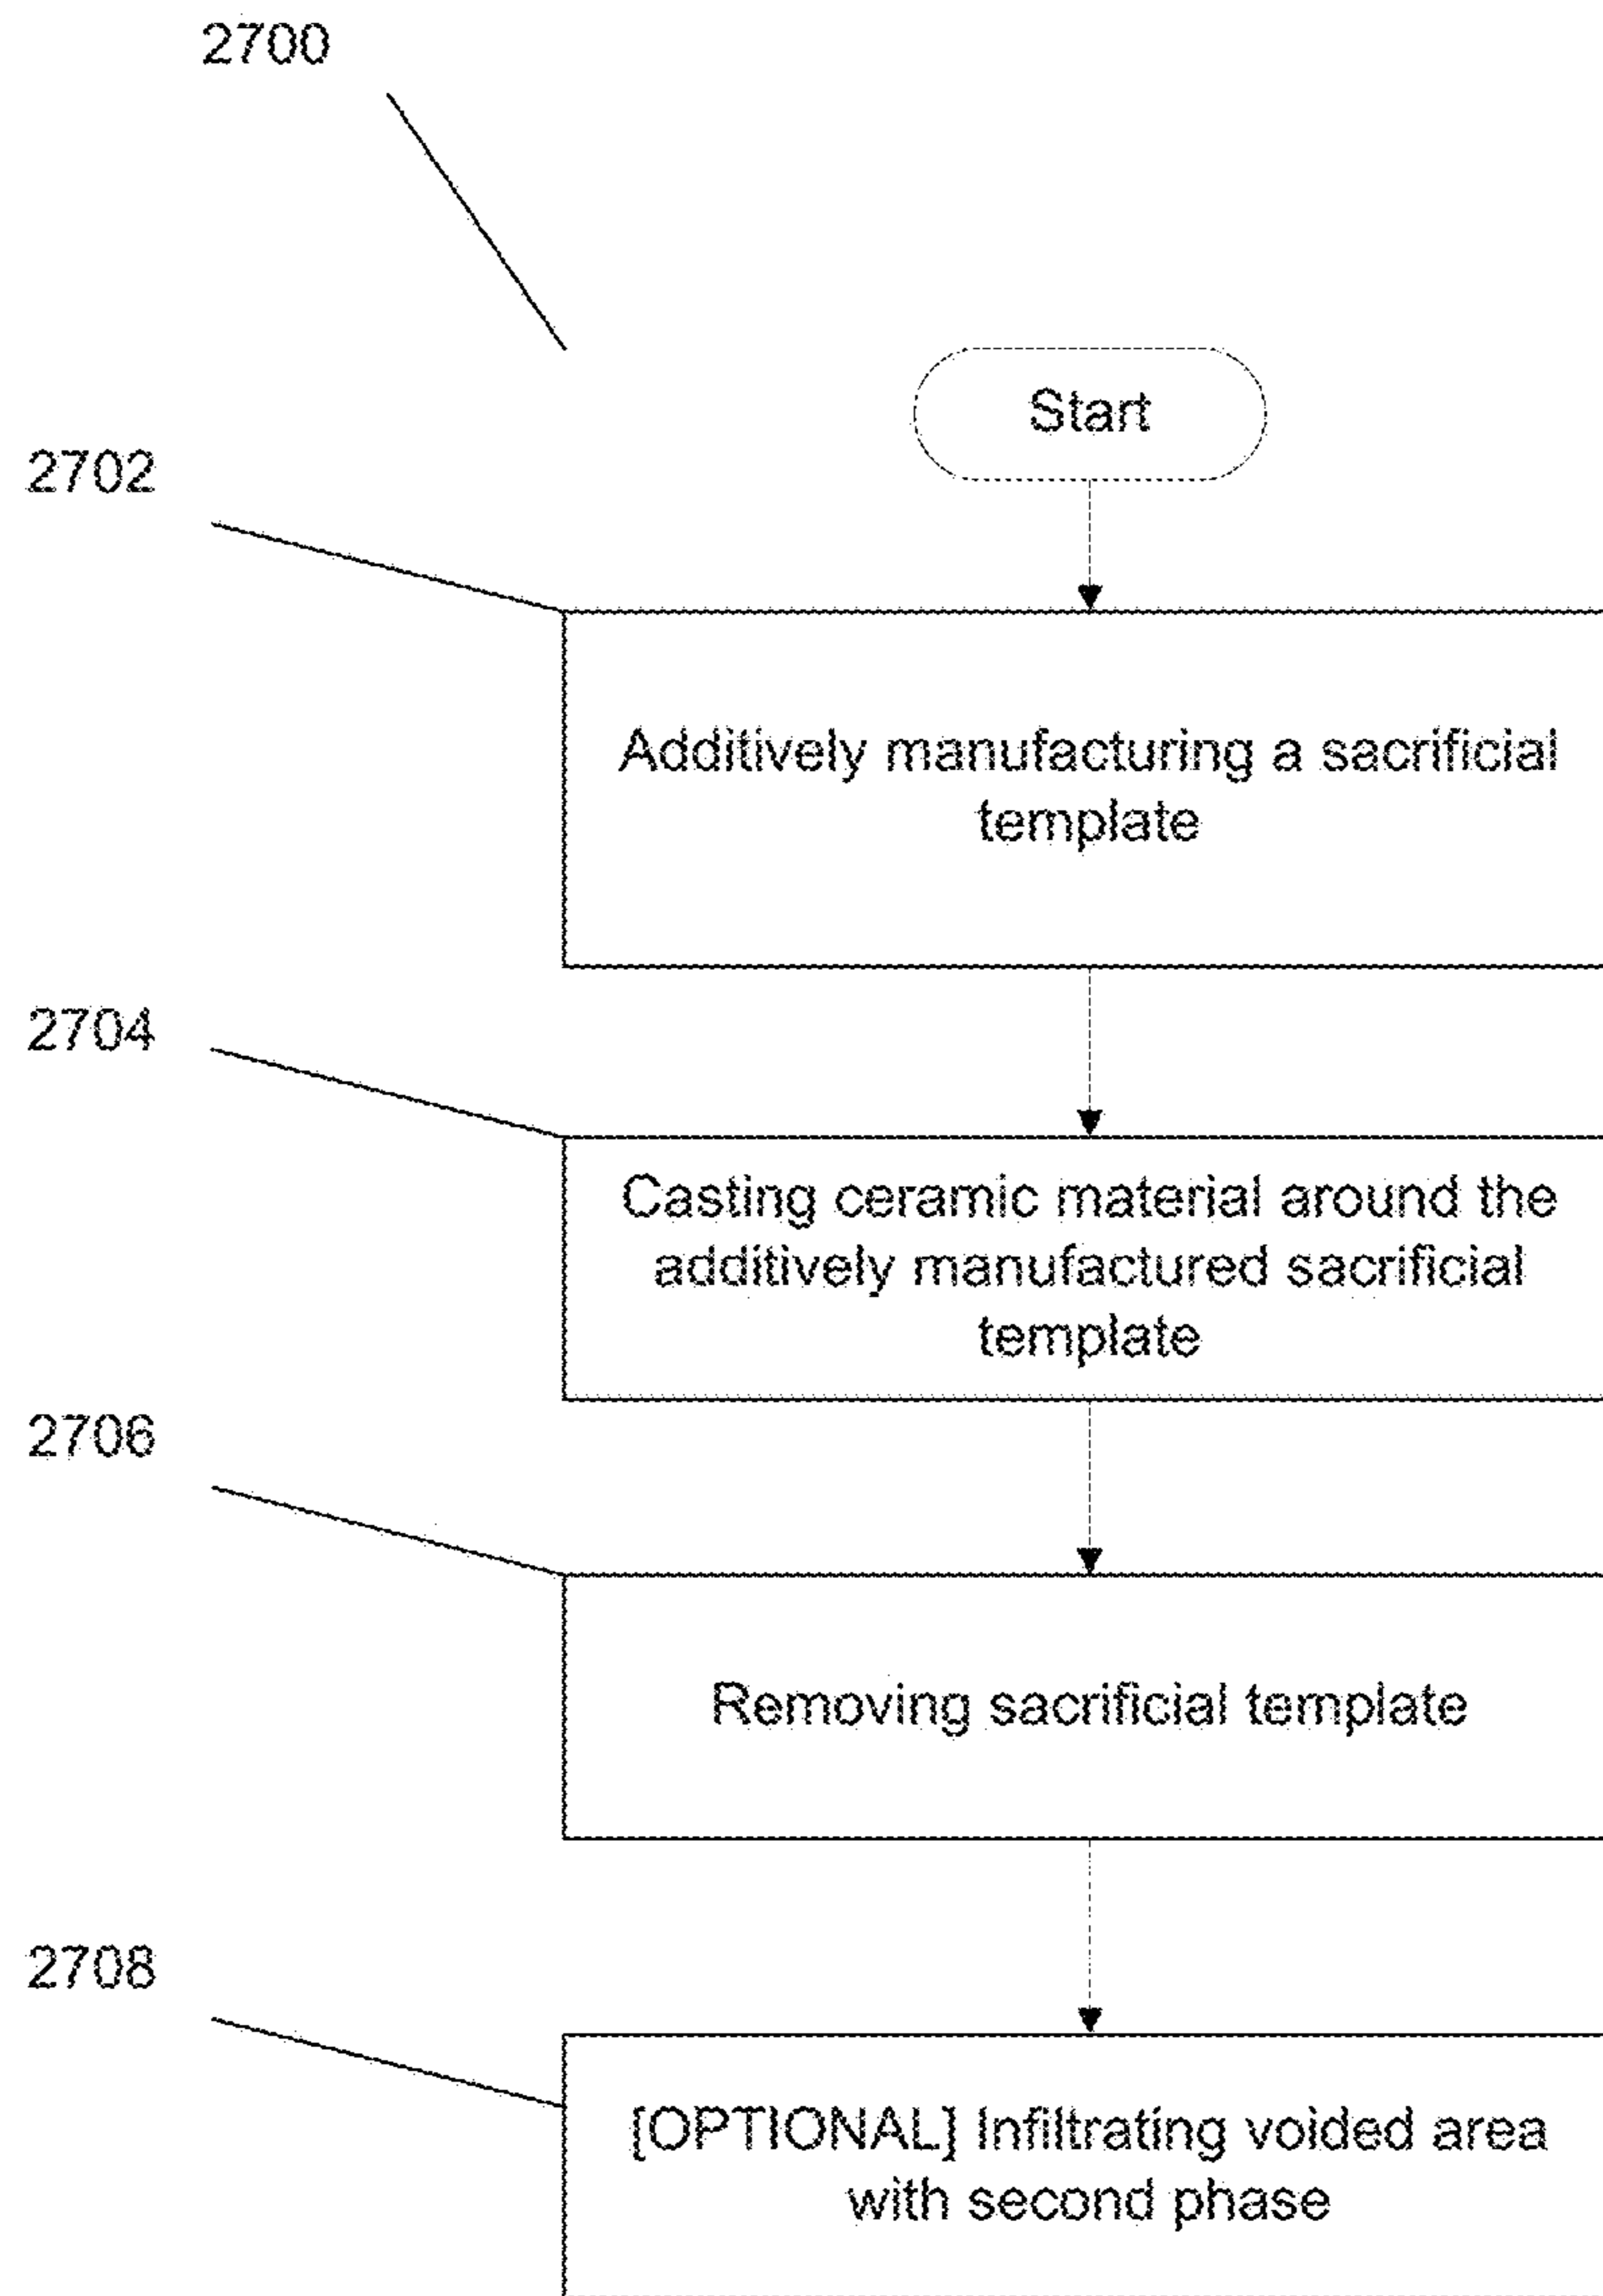 2700
Start
2702
Additively manufacturing a sacrificial
template
2704
Casting ceramic material around the
additively manufactured sacrificial
template
2706
Removing sacrificial template
2708
[OPTIONAL] Infiltrating voided area
with second phase